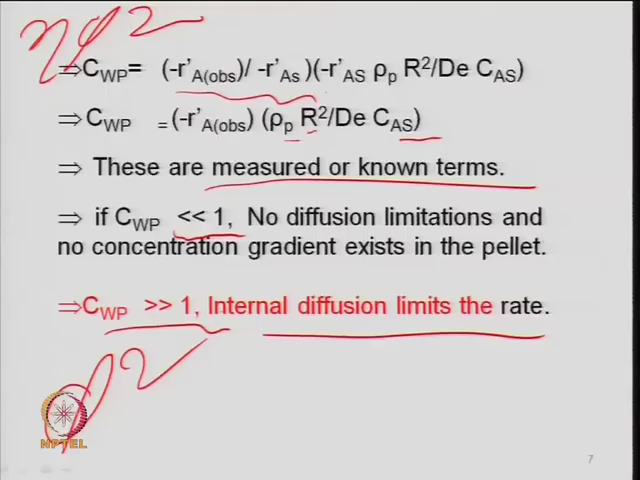 ηφ2
⇒C_WP= (-r'_A(obs)/ -r'_As )(-r'_AS ρ_p R²/De C_AS)
⇒ C_WP = (-r'_A(obs)) (ρ_p R²/De C_AS)
⇒ These are measured or known terms.
⇒ if C_WP << 1, No diffusion limitations and
no concentration gradient exists in the pellet.
⇒C_WP >> 1, Internal diffusion limits the rate.
φ2
NPTEL
7